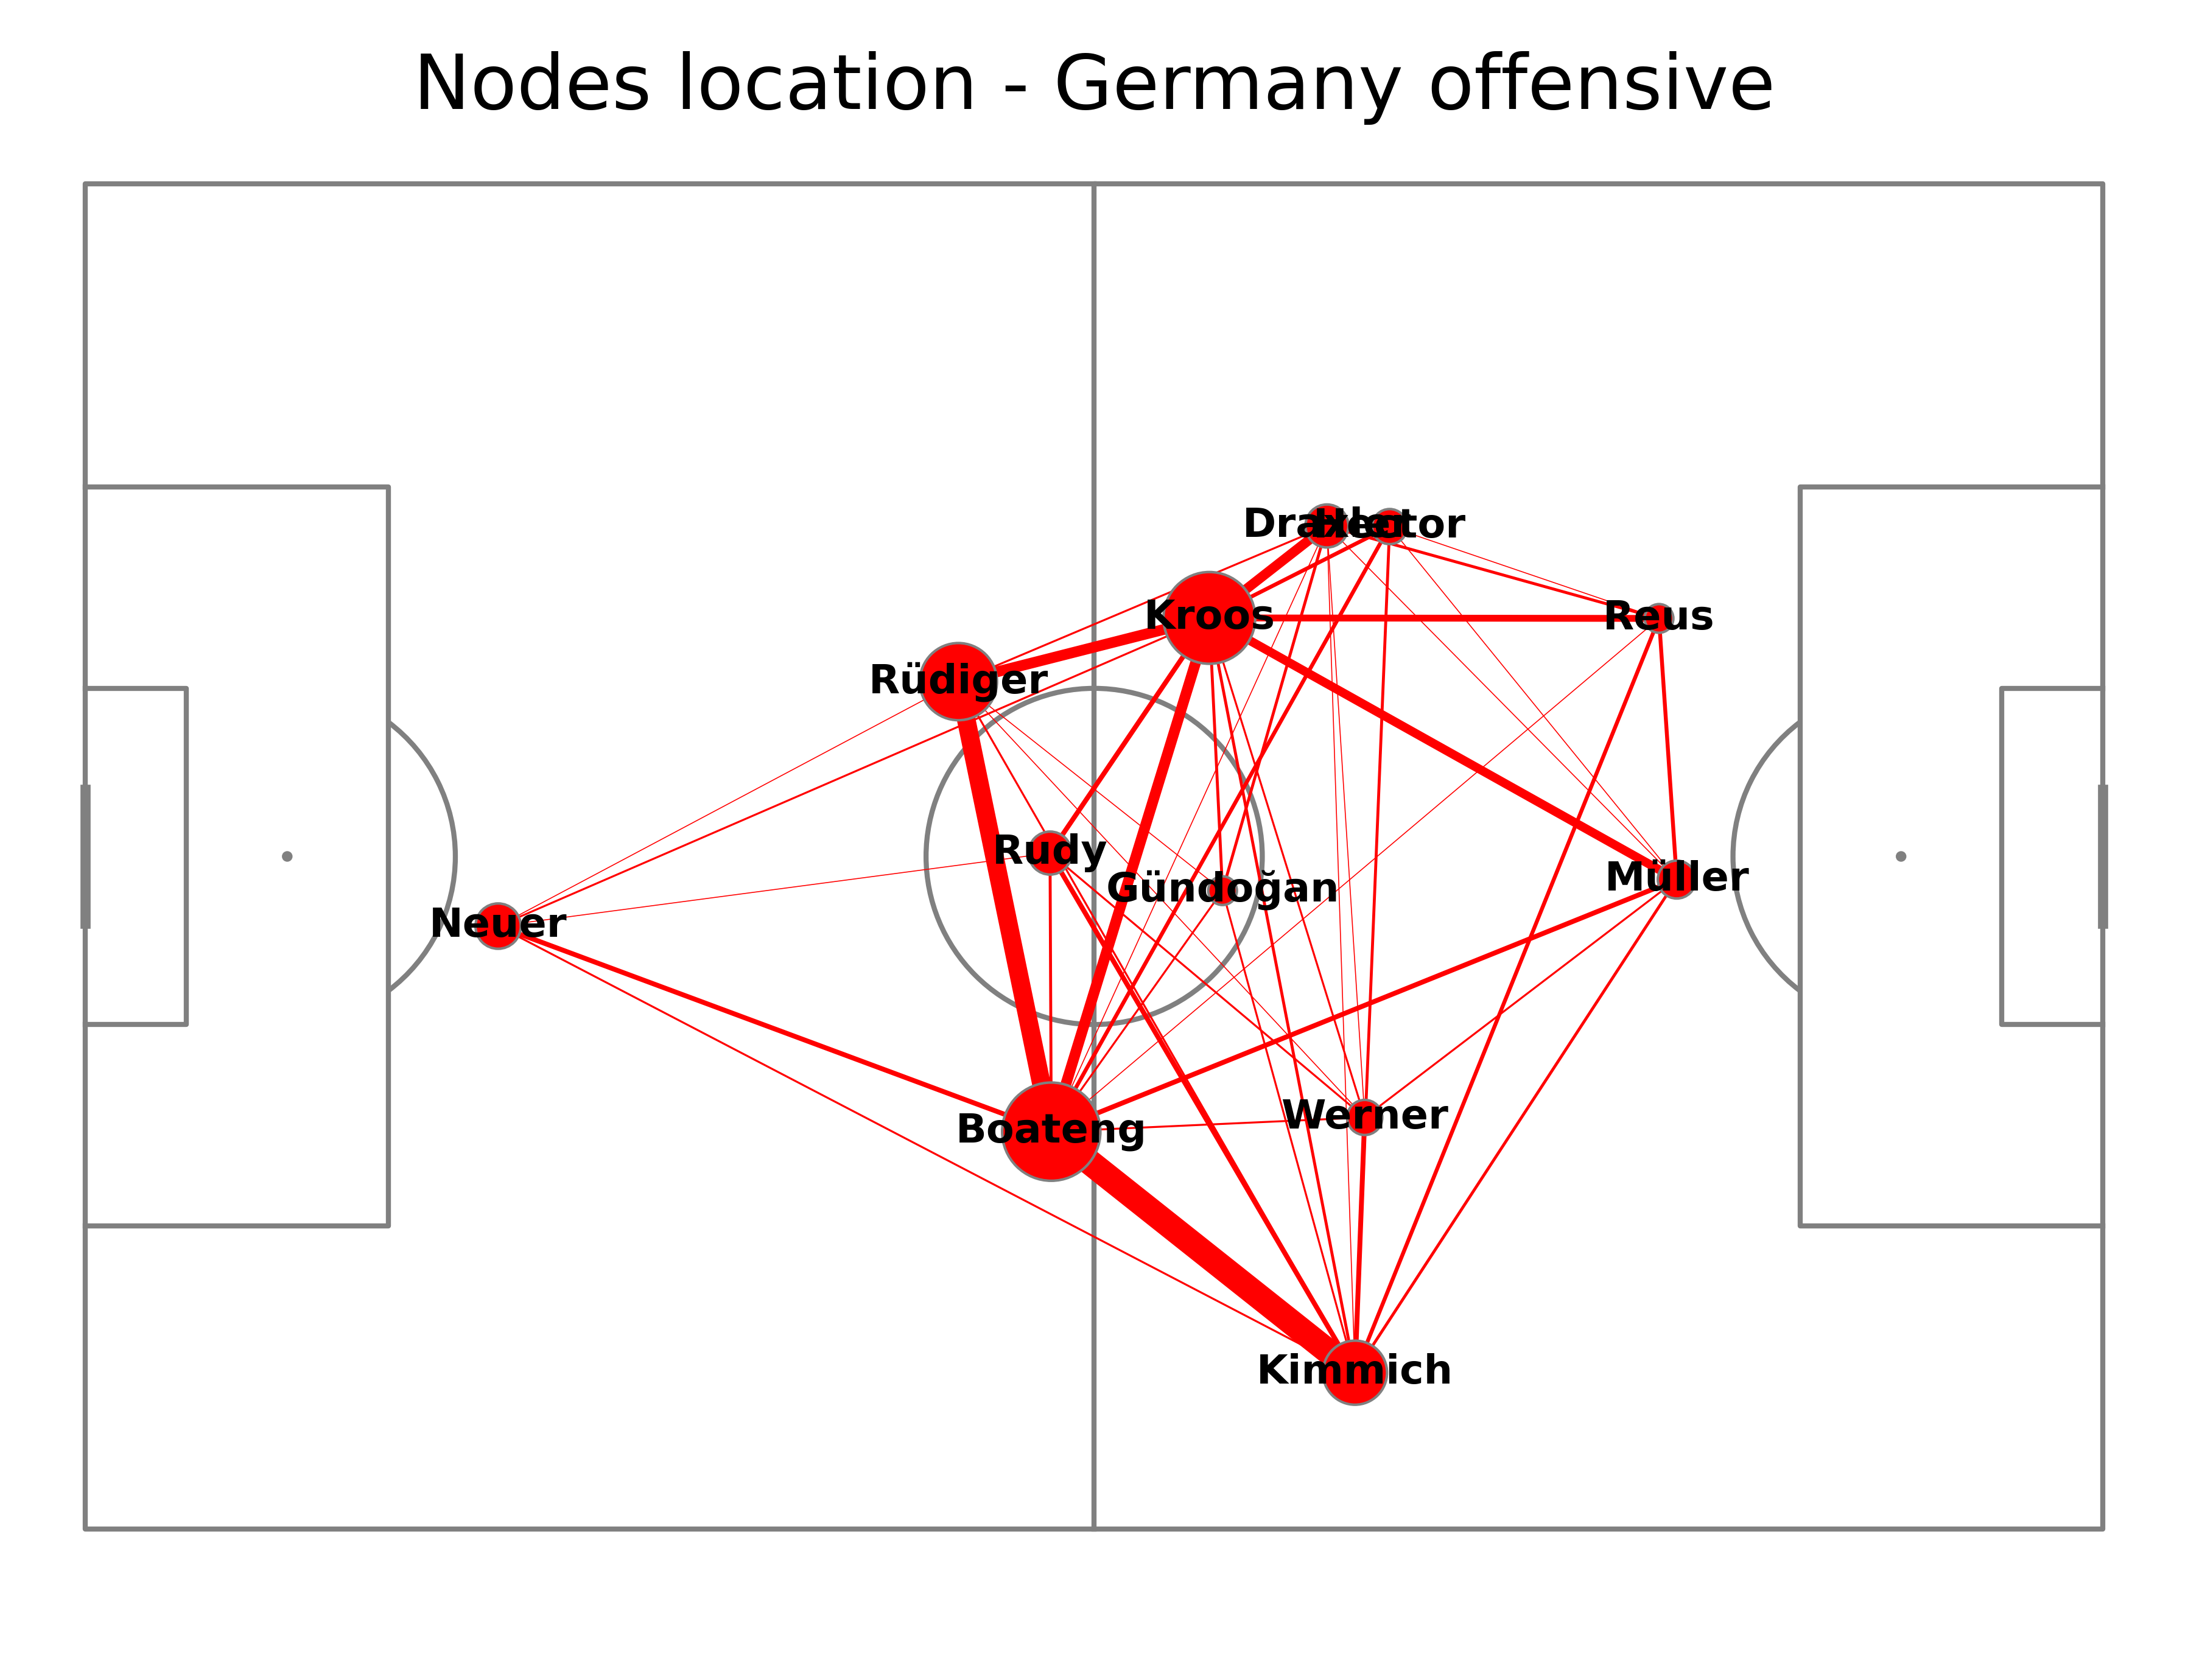 Nodes location - Germany offensive
Draxler
Hector
Kroos
Reus
Rüdiger
Rudy
Müller
Gündoğan
Neuer
Werner
Boateng
Kimmich